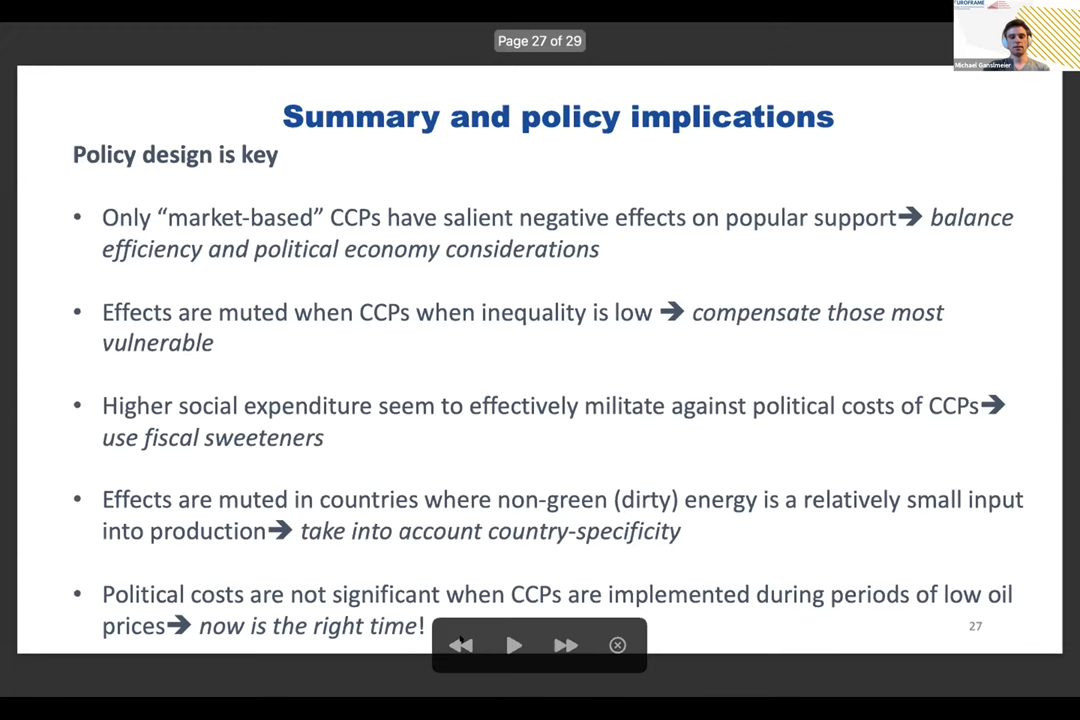 Page 27 of 29
UROFRAME
Michael Ganslmeier
Summary and policy implications
Policy design is key
• Only “market-based” CCPs have salient negative effects on popular support➔ balance
efficiency and political economy considerations
• Effects are muted when CCPs when inequality is low ➔ compensate those most
vulnerable
• Higher social expenditure seem to effectively militate against political costs of CCPs➔
use fiscal sweeteners
• Effects are muted in countries where non-green (dirty) energy is a relatively small input
into production➔ take into account country-specificity
• Political costs are not significant when CCPs are implemented during periods of low oil
prices➔ now is the right time!
27